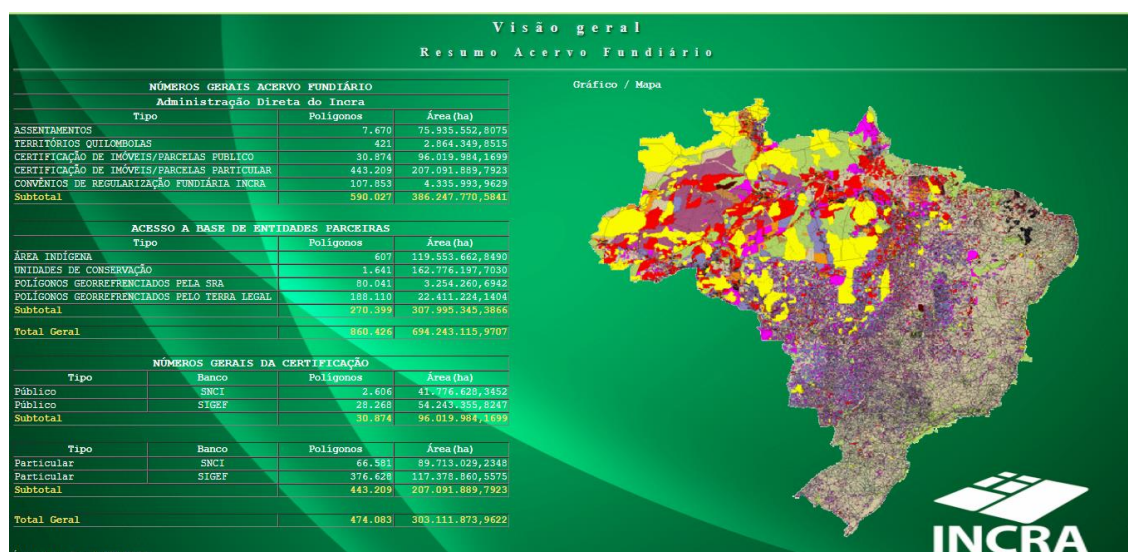 Visão geral
Resumo Acervo Fundiário
NÚMEROS GERAIS ACERVO FUNDIÁRIO
Administração Direta do Incra
Tipo Polígonos Área(ha)
ASSENTAMENTOS 7.670 75.935.552,8075
TERRITÓRIOS QUILOMBOLAS 421 2.864.349,8515
CERTIFICAÇÃO DE IMÓVEIS/PARCELAS PUBLICO 30.874 96.019.984,1699
CERTIFICAÇÃO DE IMÓVEIS/PARCELAS PARTICULAR 443.209 207.091.889,7923
CONVÊNIOS DE REGULARIZAÇÃO FUNDIÁRIA INCRA 107.853 4.335.993,9629
Subtotal 590.027 386.247.770,5841
ACESSO A BASE DE ENTIDADES PARCEIRAS
Tipo Polígonos Área(ha)
ÁREA INDÍGENA 607 119.553.662,8490
UNIDADES DE CONSERVAÇÃO 1.641 162.776.197,7030
POLÍGONOS GEORREFRENCIADOS PELA SRA 80.041 3.254.260,6942
POLÍGONOS GEORREFRENCIADOS PELO TERRA LEGAL 188.110 22.411.224,1404
Subtotal 270.399 307.995.345,3866
Total Geral 860.426 694.243.115,9707
NÚMEROS GERAIS DA CERTIFICAÇÃO
Tipo Banco Polígonos Área(ha)
Público SNCI 2.606 41.776.628,3452
Público SIGEF 28.268 54.243.355,8247
Subtotal 30.874 96.019.984,1699
Tipo Banco Polígonos Área(ha)
Particular SNCI 66.581 89.713.029,2348
Particular SIGEF 376.628 117.378.860,5575
Subtotal 443.209 207.091.889,7923
Total Geral 474.083 303.111.873,9622
Gráfico / Mapa
INCRA